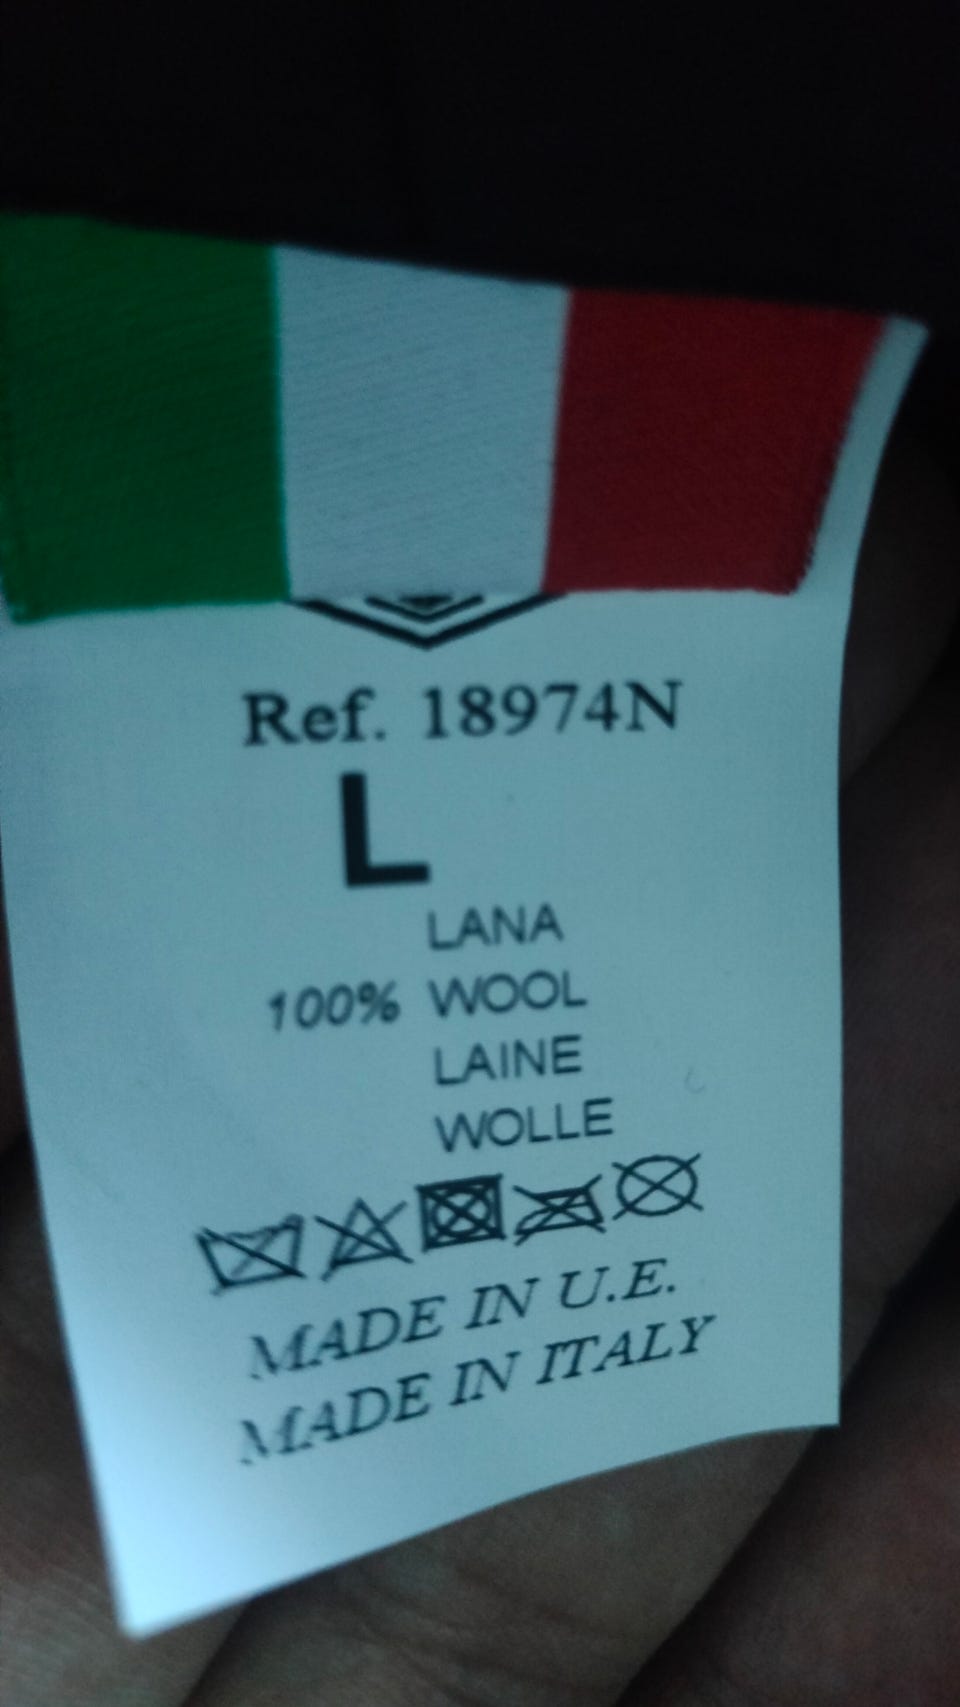 Ref. 18974N
L
LANA
100% WOOL
LAINE
WOLLE
MADE IN U.E.
MADE IN ITALY